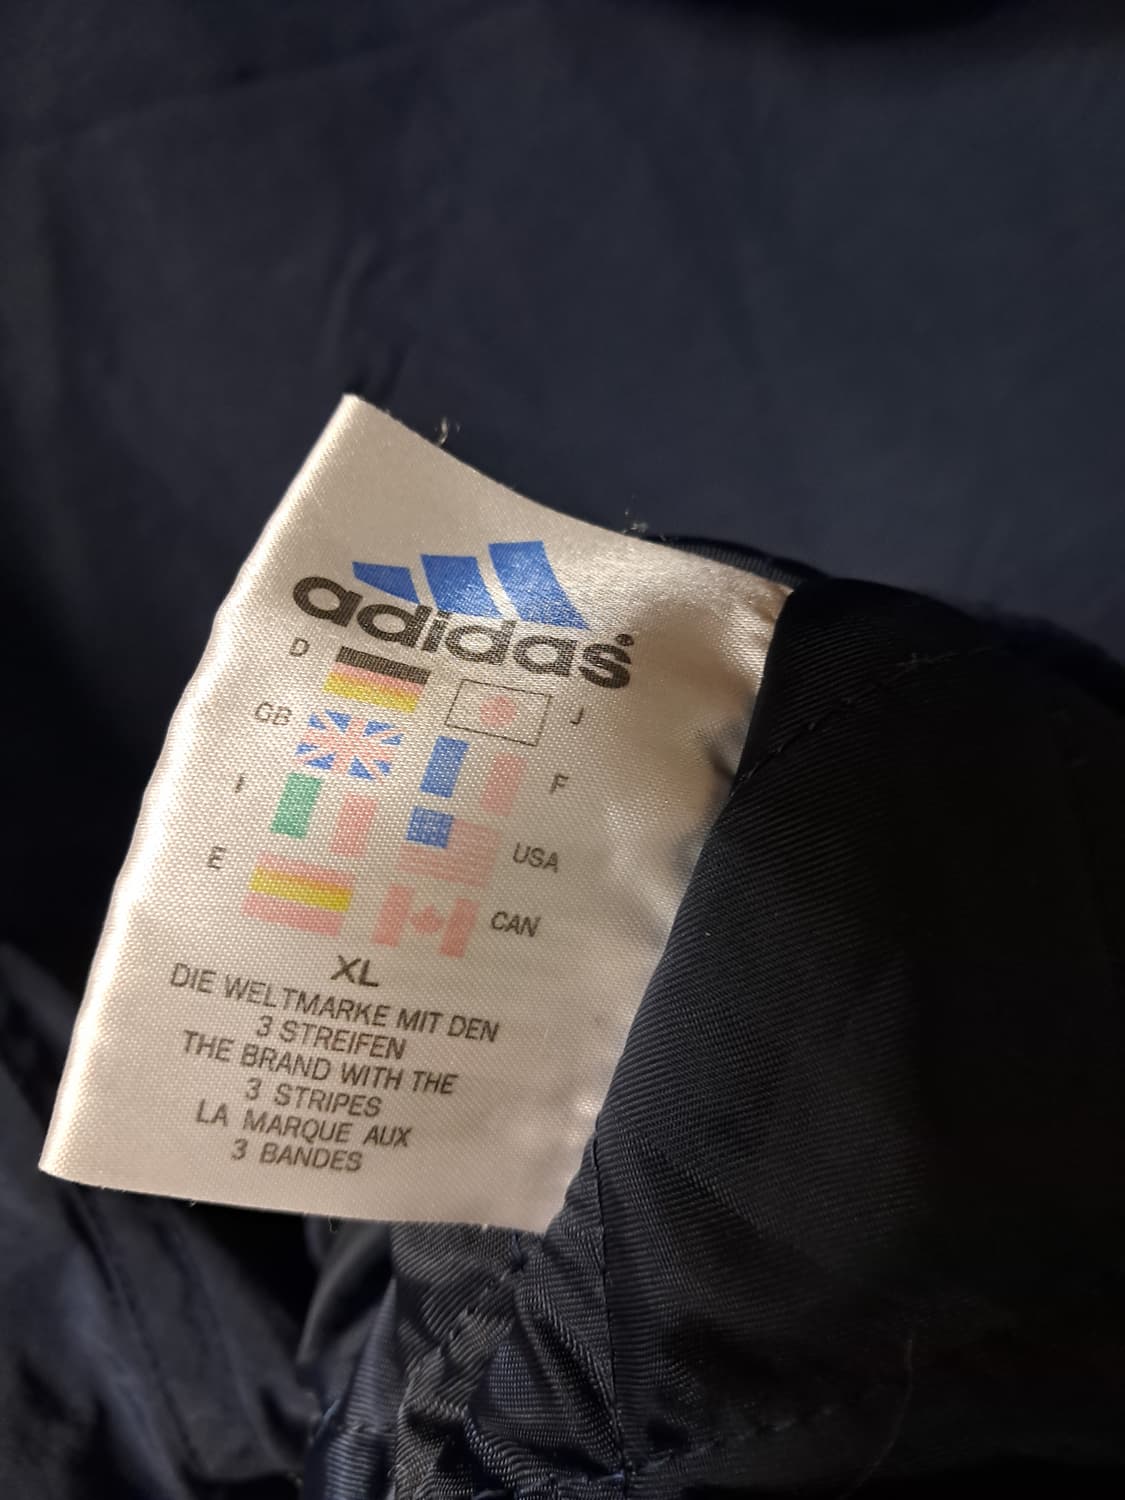 adidas®
D
J
GB
F
I
USA
E
CAN
XL
DIE WELTMARKE MIT DEN
3 STREIFEN
THE BRAND WITH THE
3 STRIPES
LA MARQUE AUX
3 BANDES